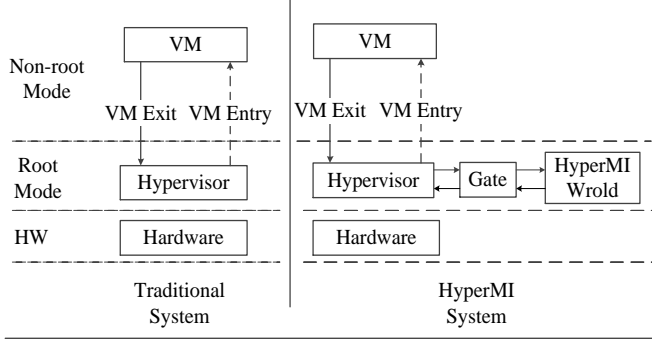 VM
VM
Non-root
Mode
VM Exit
VM Entry
VM Exit
VM Entry
Root
Mode
Hypervisor
Hypervisor
Gate
HyperMI
Wrold
HW
Hardware
Hardware
Traditional
System
HyperMI
System